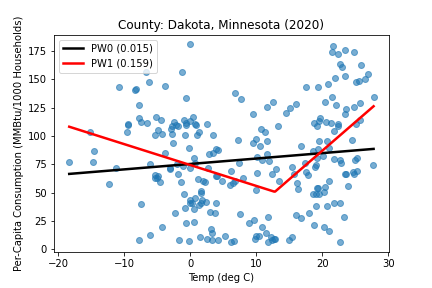 County: Dakota, Minnesota (2020)
PW0 (0.015)
PW1 (0.159)
Per-Capita Consumption (MMBtu/1000 Households)
175
150
125
100
75
50
25
0
−20 −10 0 10 20 30
Temp (deg C)